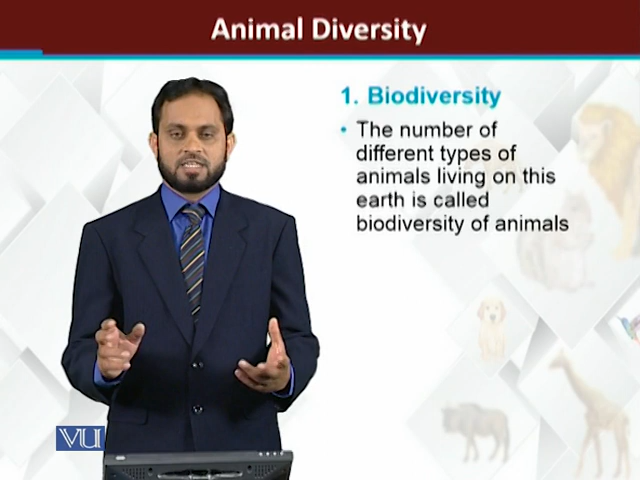 Animal Diversity
1. Biodiversity
• The number of
different types of
animals living on this
earth is called
biodiversity of animals
VU